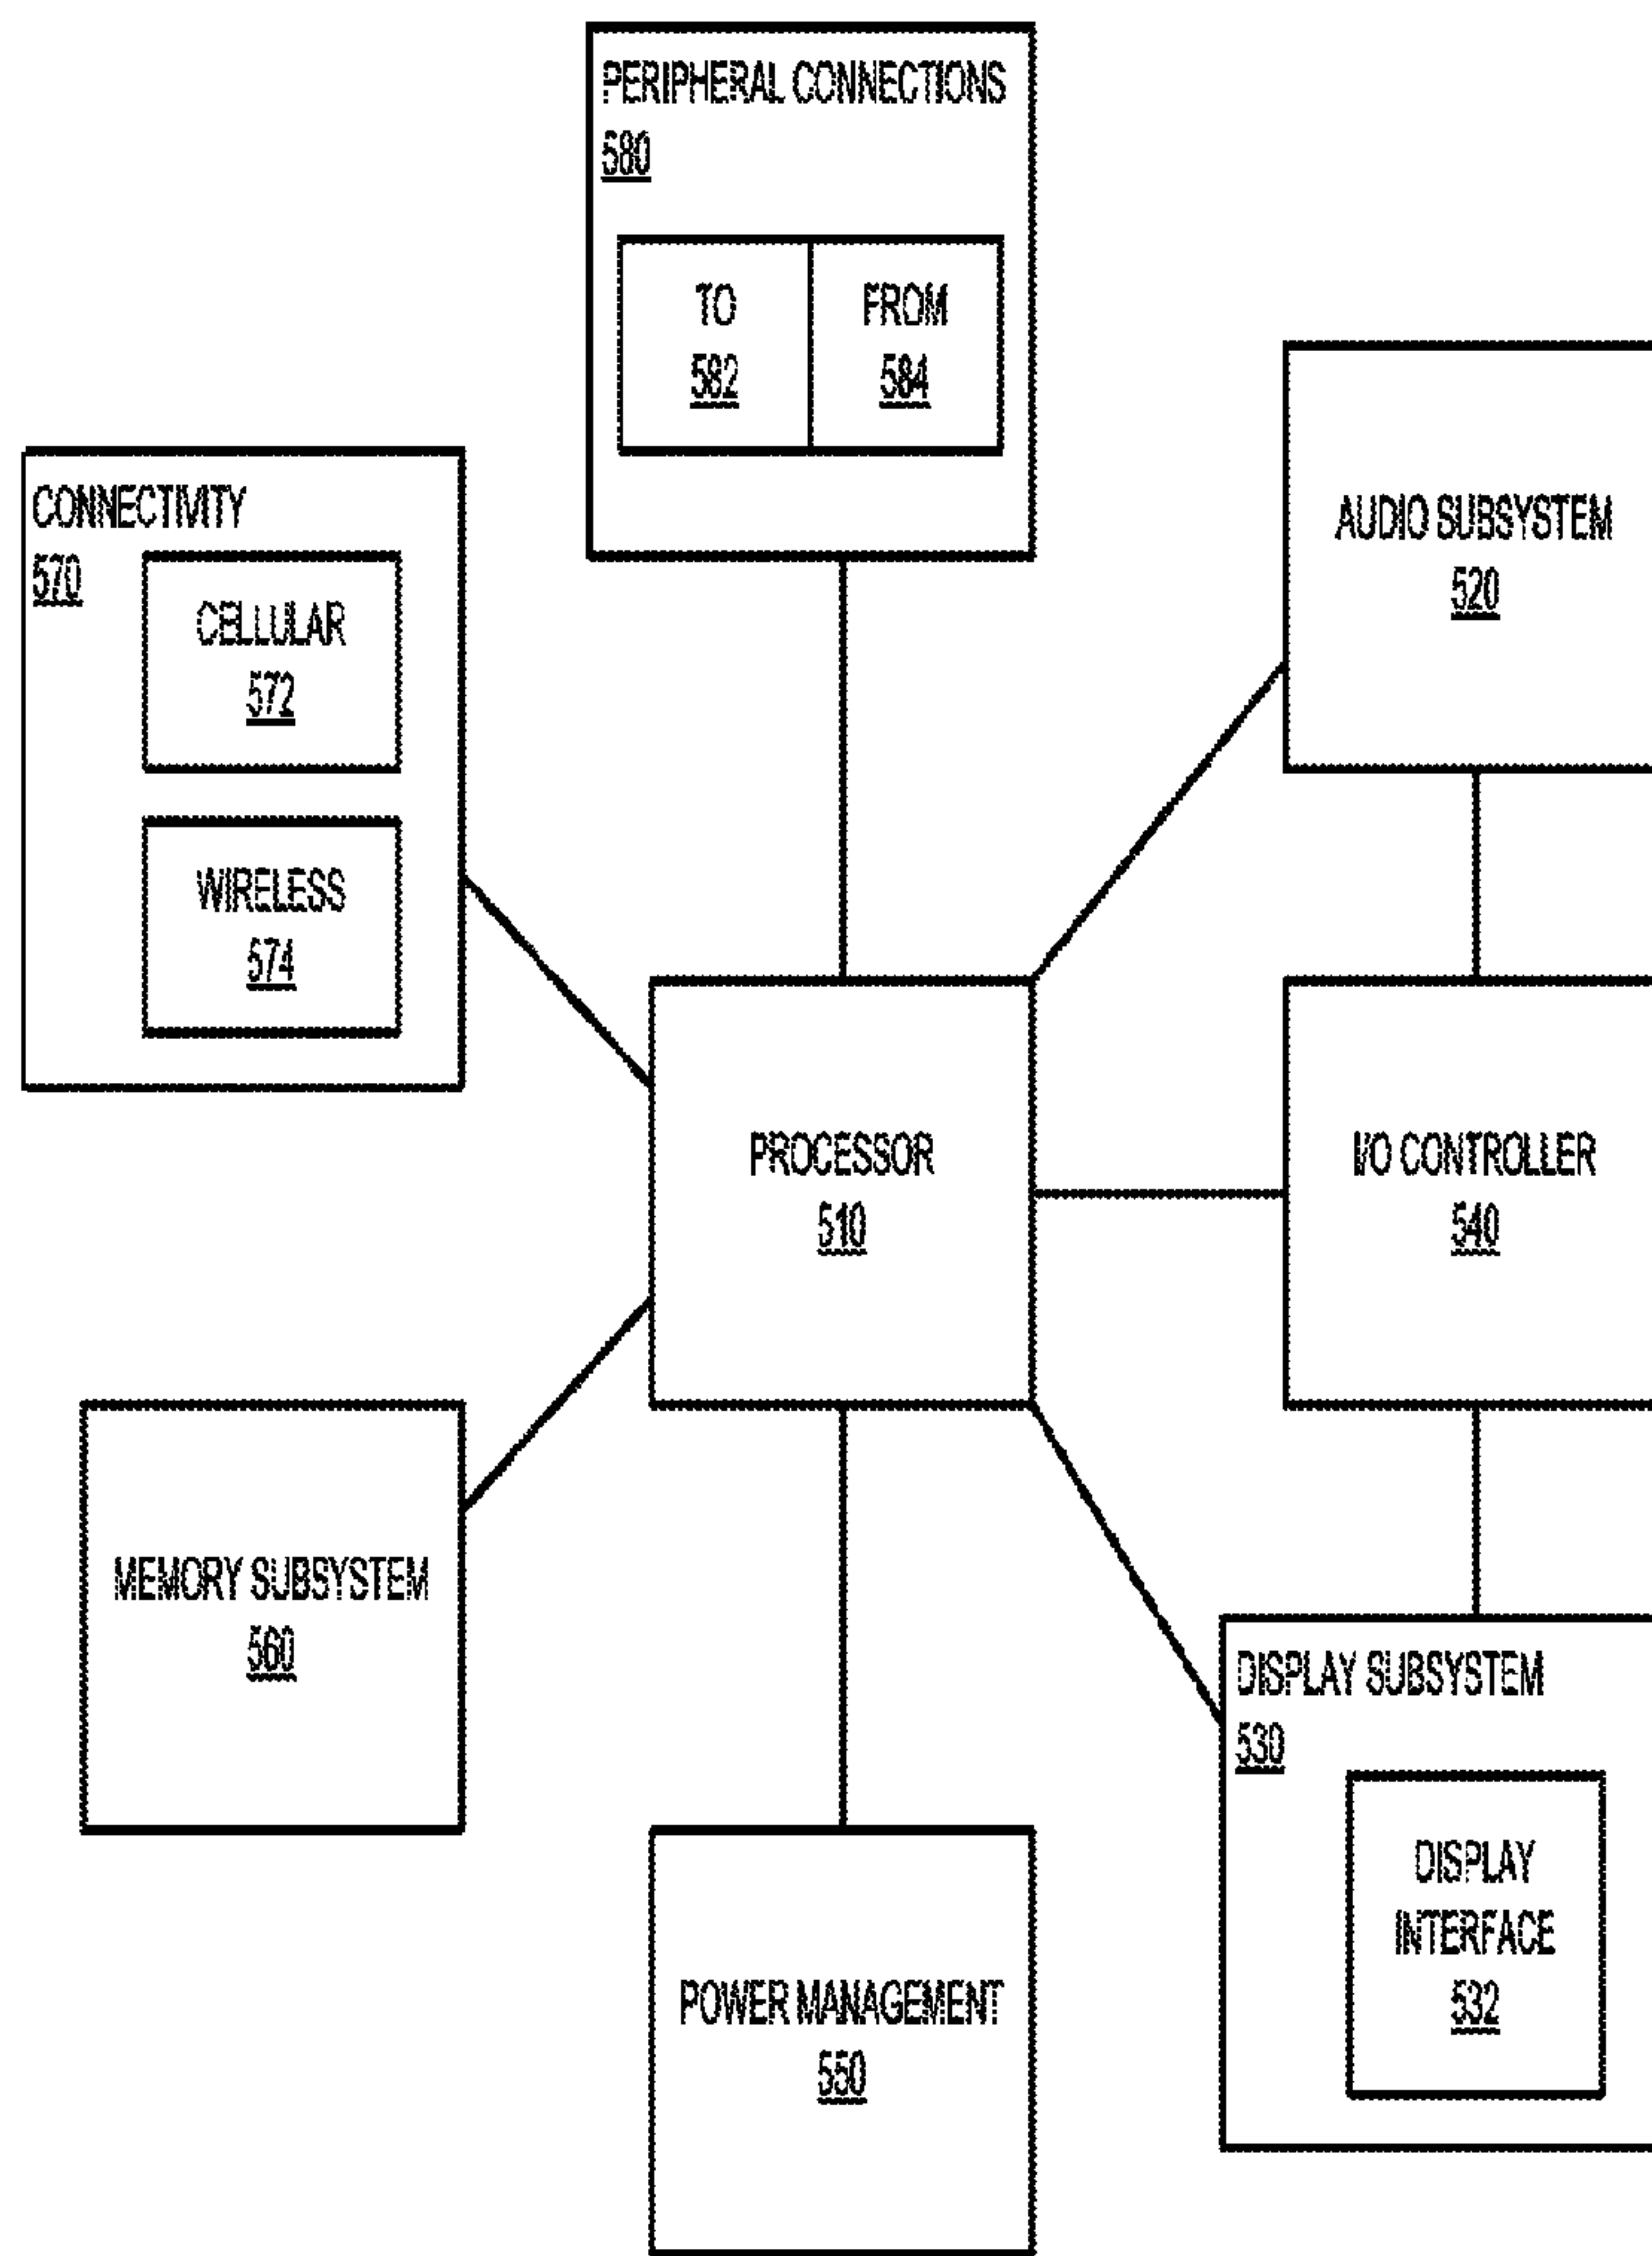 PERIPHERAL CONNECTIONS
580
TO
582
FROM
584
AUDIO SUBSYSTEM
520
CONNECTIVITY
570
CELLULAR
572
WIRELESS
574
PROCESSOR
510
I/O CONTROLLER
540
MEMORY SUBSYSTEM
560
DISPLAY SUBSYSTEM
530
DISPLAY
INTERFACE
532
POWER MANAGEMENT
550